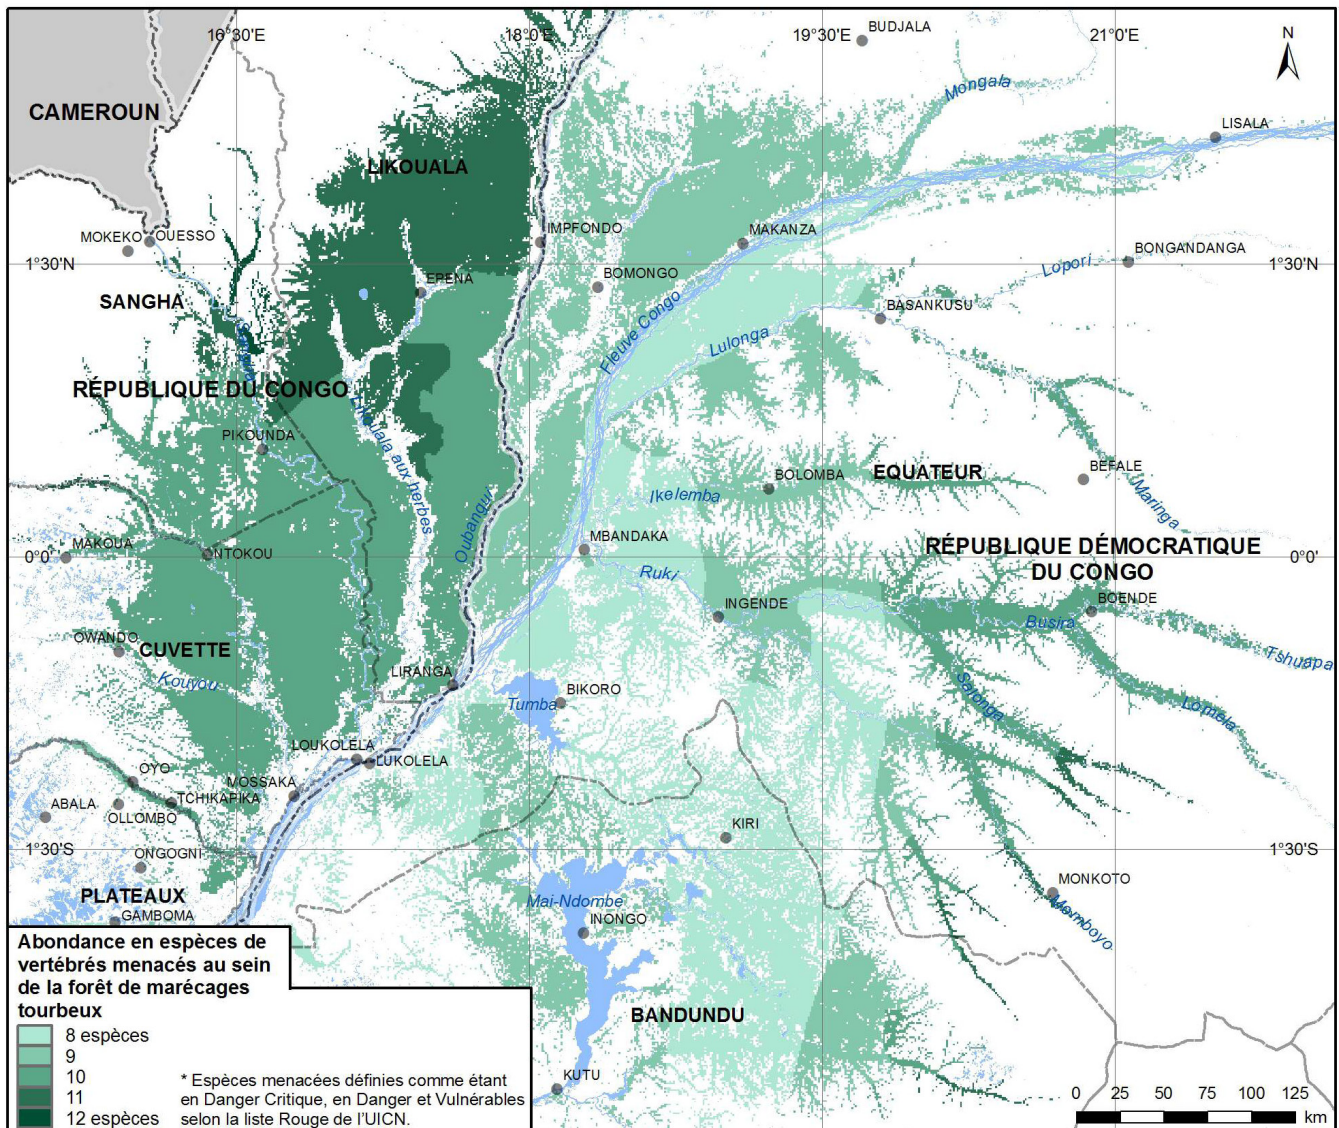 16°30'E
18°0'E
19°30'E
21°0'E
BUDJALA
N
Mongala
CAMEROUN
LISALA
LIKOUALA
MOKEKO
OUESSO
IMPFONDO
MAKANZA
1°30'N
1°30'N
BONGANDANGA
Lopori
EPENA
BOMONGO
SANGHA
BASANKUSU
Fleuve Congo
Lulonga
Sangha
RÉPUBLIQUE DU CONGO
Likouala aux herbes
PIKOUNDA
BOLOMBA
EQUATEUR
BEFALE
Ikelemba
Maringa
Oubangui
MBANDAKA
MAKOUA
0°0'
NTOKOU
RÉPUBLIQUE DÉMOCRATIQUE
DU CONGO
0°0'
Ruki
INGENDE
BOENDE
Busira
OWANDO
CUVETTE
Tshuapa
LIRANGA
Kouyou
BIKORO
Tumba
Salonga
Lomela
LOUKOLELA
LUKOLELA
OYO
MOSSAKA
TCHIKAPIKA
ABALA
OLLOMBO
KIRI
ONGOGNI
1°30'S
MONKOTO
PLATEAUX
Mai-Ndombe
GAMBOMA
INONGO
Momboyo
BANDUNDU
KUTU
Abondance en espèces de
vertébrés menacés au sein
de la forêt de marécages
tourbeux
8 espèces
9
10
11
12 espèces
* Espèces menacées définies comme étant
en Danger Critique, en Danger et Vulnérables
selon la liste Rouge de l'UICN.
0 25 50 75 100 125
km